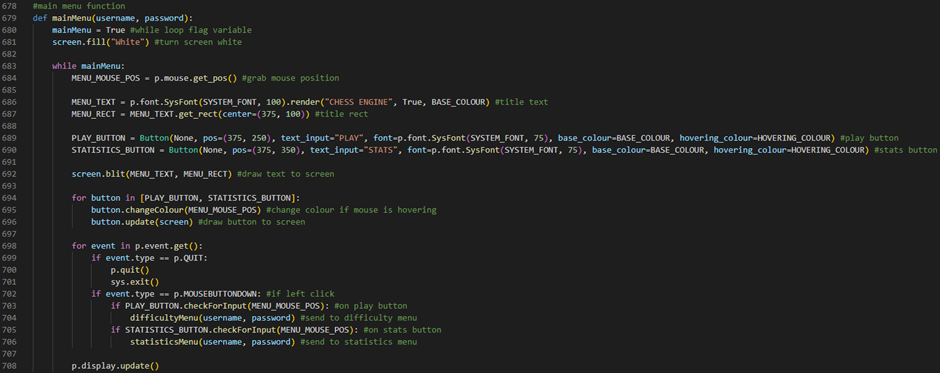 678 #main menu function
679 def mainMenu(username, password):
680     mainMenu = True #while loop flag variable
681     screen.fill("White") #turn screen white
682
683     while mainMenu:
684         MENU_MOUSE_POS = p.mouse.get_pos() #grab mouse position
685
686         MENU_TEXT = p.font.SysFont(SYSTEM_FONT, 100).render("CHESS ENGINE", True, BASE_COLOUR) #title text
687         MENU_RECT = MENU_TEXT.get_rect(center=(375, 100)) #title rect
688
689         PLAY_BUTTON = Button(None, pos=(375, 250), text_input="PLAY", font=p.font.SysFont(SYSTEM_FONT, 75), base_colour=BASE_COLOUR, hovering_colour=HOVERING_COLOUR) #play button
690         STATISTICS_BUTTON = Button(None, pos=(375, 350), text_input="STATS", font=p.font.SysFont(SYSTEM_FONT, 75), base_colour=BASE_COLOUR, hovering_colour=HOVERING_COLOUR) #stats button
691
692         screen.blit(MENU_TEXT, MENU_RECT) #draw text to screen
693
694         for button in [PLAY_BUTTON, STATISTICS_BUTTON]:
695             button.changeColour(MENU_MOUSE_POS) #change colour if mouse is hovering
696             button.update(screen) #draw button to screen
697
698         for event in p.event.get():
699             if event.type == p.QUIT:
700                 p.quit()
701                 sys.exit()
702             if event.type == p.MOUSEBUTTONDOWN: #if left click
703                 if PLAY_BUTTON.checkForInput(MENU_MOUSE_POS): #on play button
704                     difficultyMenu(username, password) #send to difficulty menu
705                 if STATISTICS_BUTTON.checkForInput(MENU_MOUSE_POS): #on stats button
706                     statisticsMenu(username, password) #send to statistics menu
707
708         p.display.update()